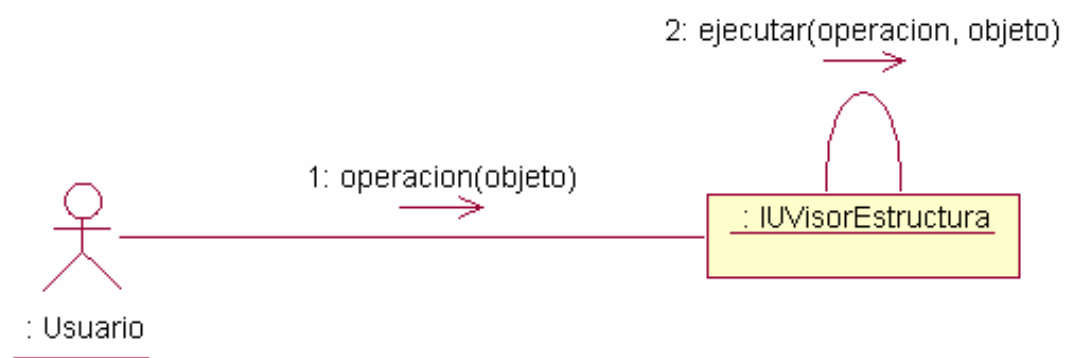 2: ejecutar(operacion, objeto)
1: operacion(objeto)
: IUVisorEstructura
: Usuario